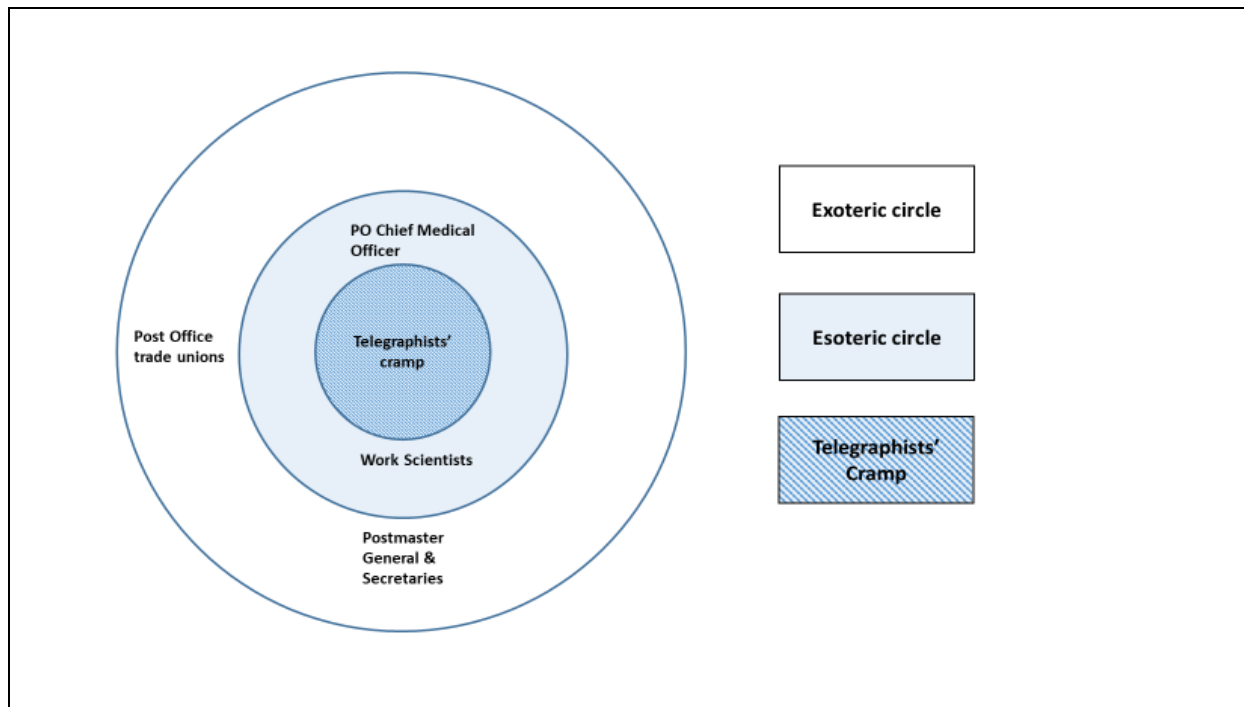 PO Chief Medical
Officer
Telegraphists’
cramp
Post Office
trade unions
Work Scientists
Postmaster
General &
Secretaries
Exoteric circle
Esoteric circle
Telegraphists’
Cramp